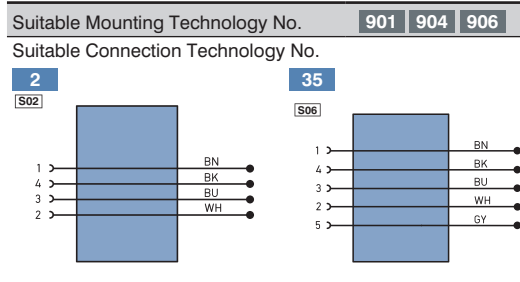 Suitable Mounting Technology No. 901 904 906
Suitable Connection Technology No.
2
S02
1 BN
4 BK
3 BU
2 WH
35
S06
1 BN
4 BK
3 BU
2 WH
5 GY